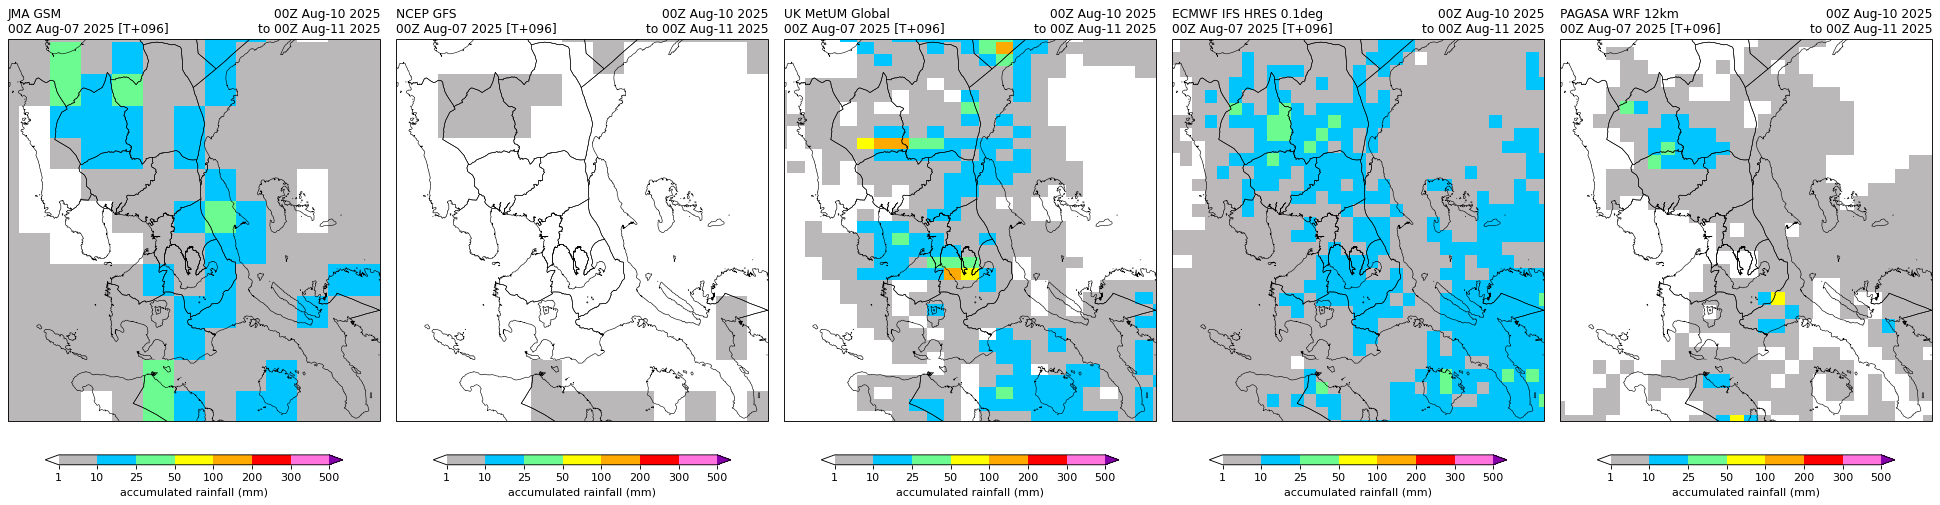 JMA GSM 00Z Aug-10 2025
00Z Aug-07 2025 [T+096] to 00Z Aug-11 2025
1 10 25 50 100 200 300 500
accumulated rainfall (mm)
NCEP GFS 00Z Aug-10 2025
00Z Aug-07 2025 [T+096] to 00Z Aug-11 2025
1 10 25 50 100 200 300 500
accumulated rainfall (mm)
UK MetUM Global 00Z Aug-10 2025
00Z Aug-07 2025 [T+096] to 00Z Aug-11 2025
1 10 25 50 100 200 300 500
accumulated rainfall (mm)
ECMWF IFS HRES 0.1deg 00Z Aug-10 2025
00Z Aug-07 2025 [T+096] to 00Z Aug-11 2025
1 10 25 50 100 200 300 500
accumulated rainfall (mm)
PAGASA WRF 12km 00Z Aug-10 2025
00Z Aug-07 2025 [T+096] to 00Z Aug-11 2025
1 10 25 50 100 200 300 500
accumulated rainfall (mm)